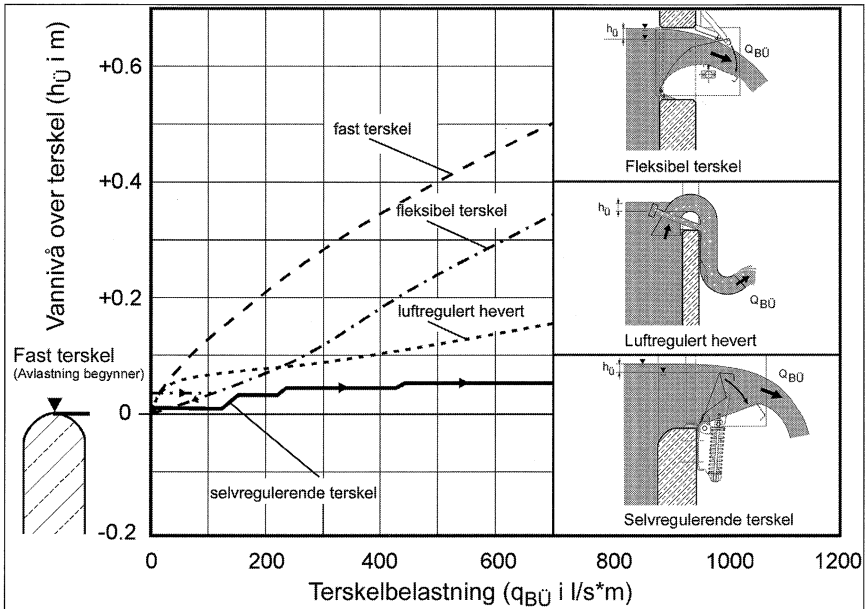 Vannivå over terskel (hÜ i m)
+0.6
+0.4
+0.2
0
-0.2
Fast terskel
(Avlastning begynner)
fast terskel
fleksibel terskel
luftregulert hevert
selvregulerende terskel
0
200
400
600
800
1000
1200
Terskelbelastning (qBÜ i l/s*m)
hÜ
QBÜ
Fleksibel terskel
hÜ
QBÜ
Luftregulert hevert
hÜ
QBÜ
Selvregulerende terskel